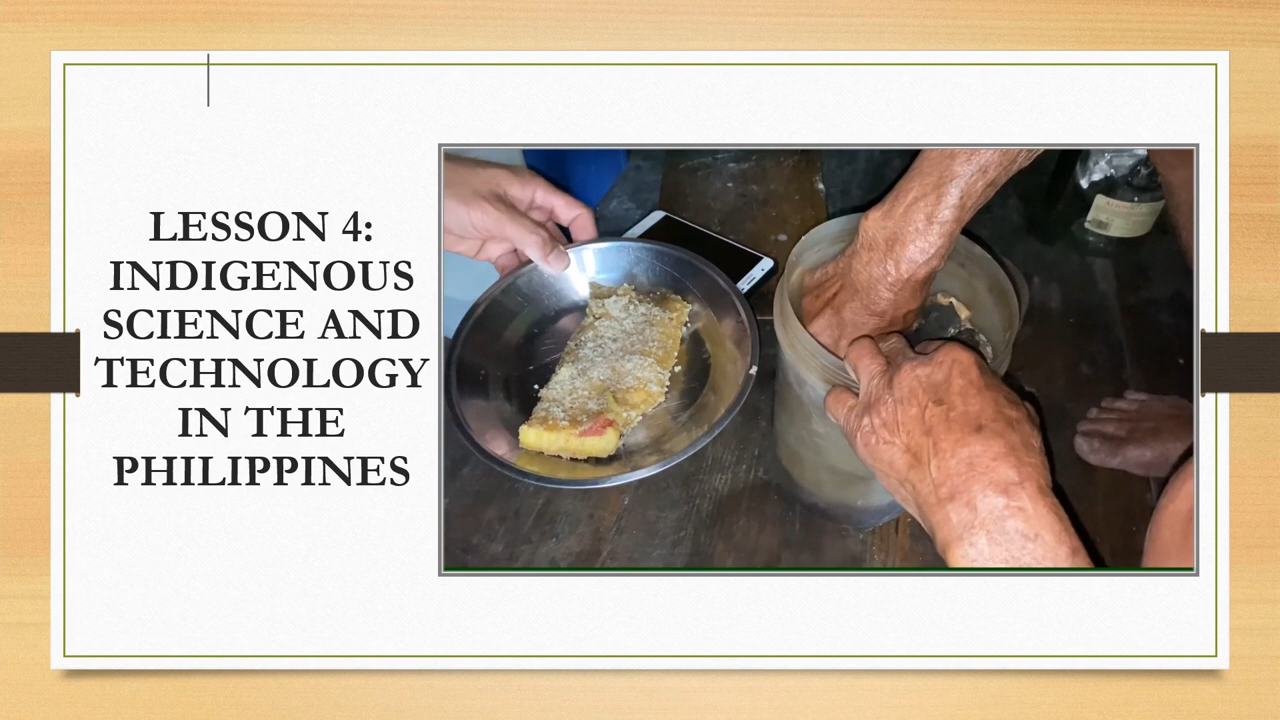 LESSON 4:
INDIGENOUS
SCIENCE AND
TECHNOLOGY
IN THE
PHILIPPINES